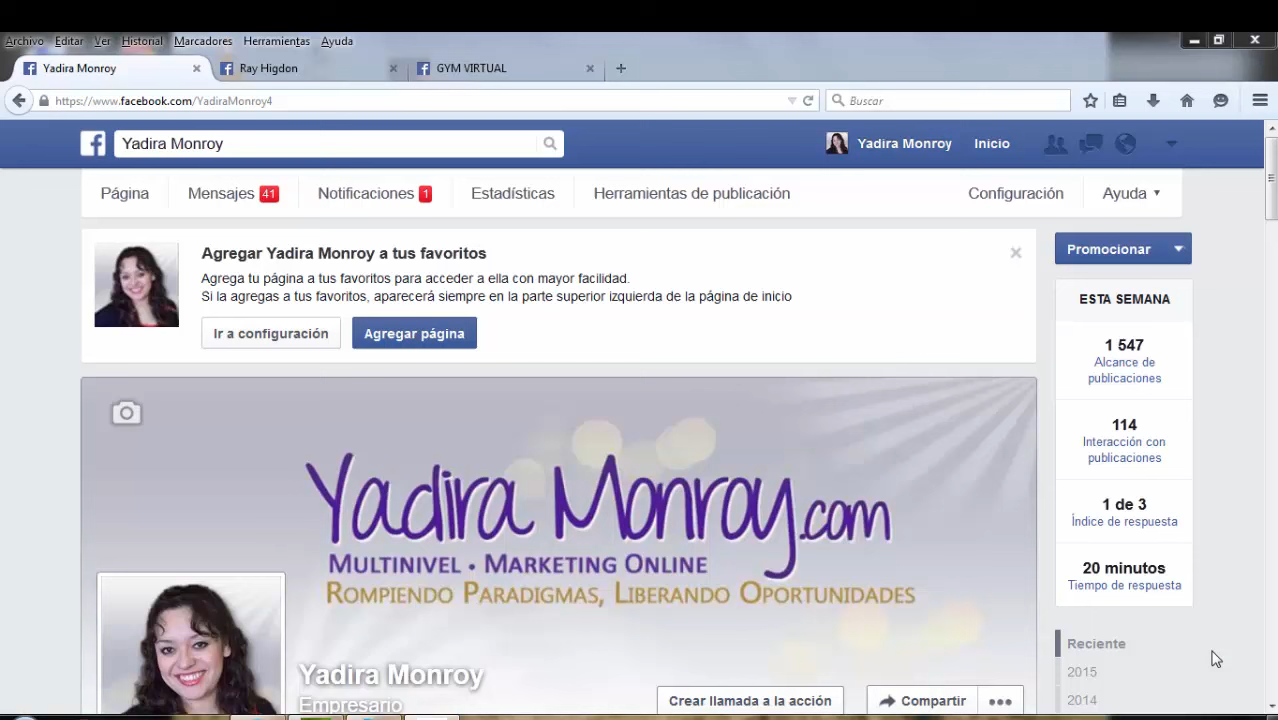 Archivo Editar Ver Historial Marcadores Herramientas Ayuda
Yadira Monroy
Ray Higdon
GYM VIRTUAL
https://www.facebook.com/YadiraMonroy4
Buscar
Yadira Monroy
Yadira Monroy
Inicio
Página
Mensajes 41
Notificaciones 1
Estadísticas
Herramientas de publicación
Configuración
Ayuda
Agregar Yadira Monroy a tus favoritos
Agrega tu página a tus favoritos para acceder a ella con mayor facilidad.
Si la agregas a tus favoritos, aparecerá siempre en la parte superior izquierda de la página de inicio
Ir a configuración
Agregar página
Promocionar
ESTA SEMANA
1 547
Alcance de
publicaciones
114
Interacción con
publicaciones
1 de 3
Índice de respuesta
20 minutos
Tiempo de respuesta
Reciente
2015
2014
Yadira Monroy.com
MULTINIVEL • MARKETING ONLINE
ROMPIENDO PARADIGMAS, LIBERANDO OPORTUNIDADES
Yadira Monroy
Empresario
Crear llamada a la acción
Compartir